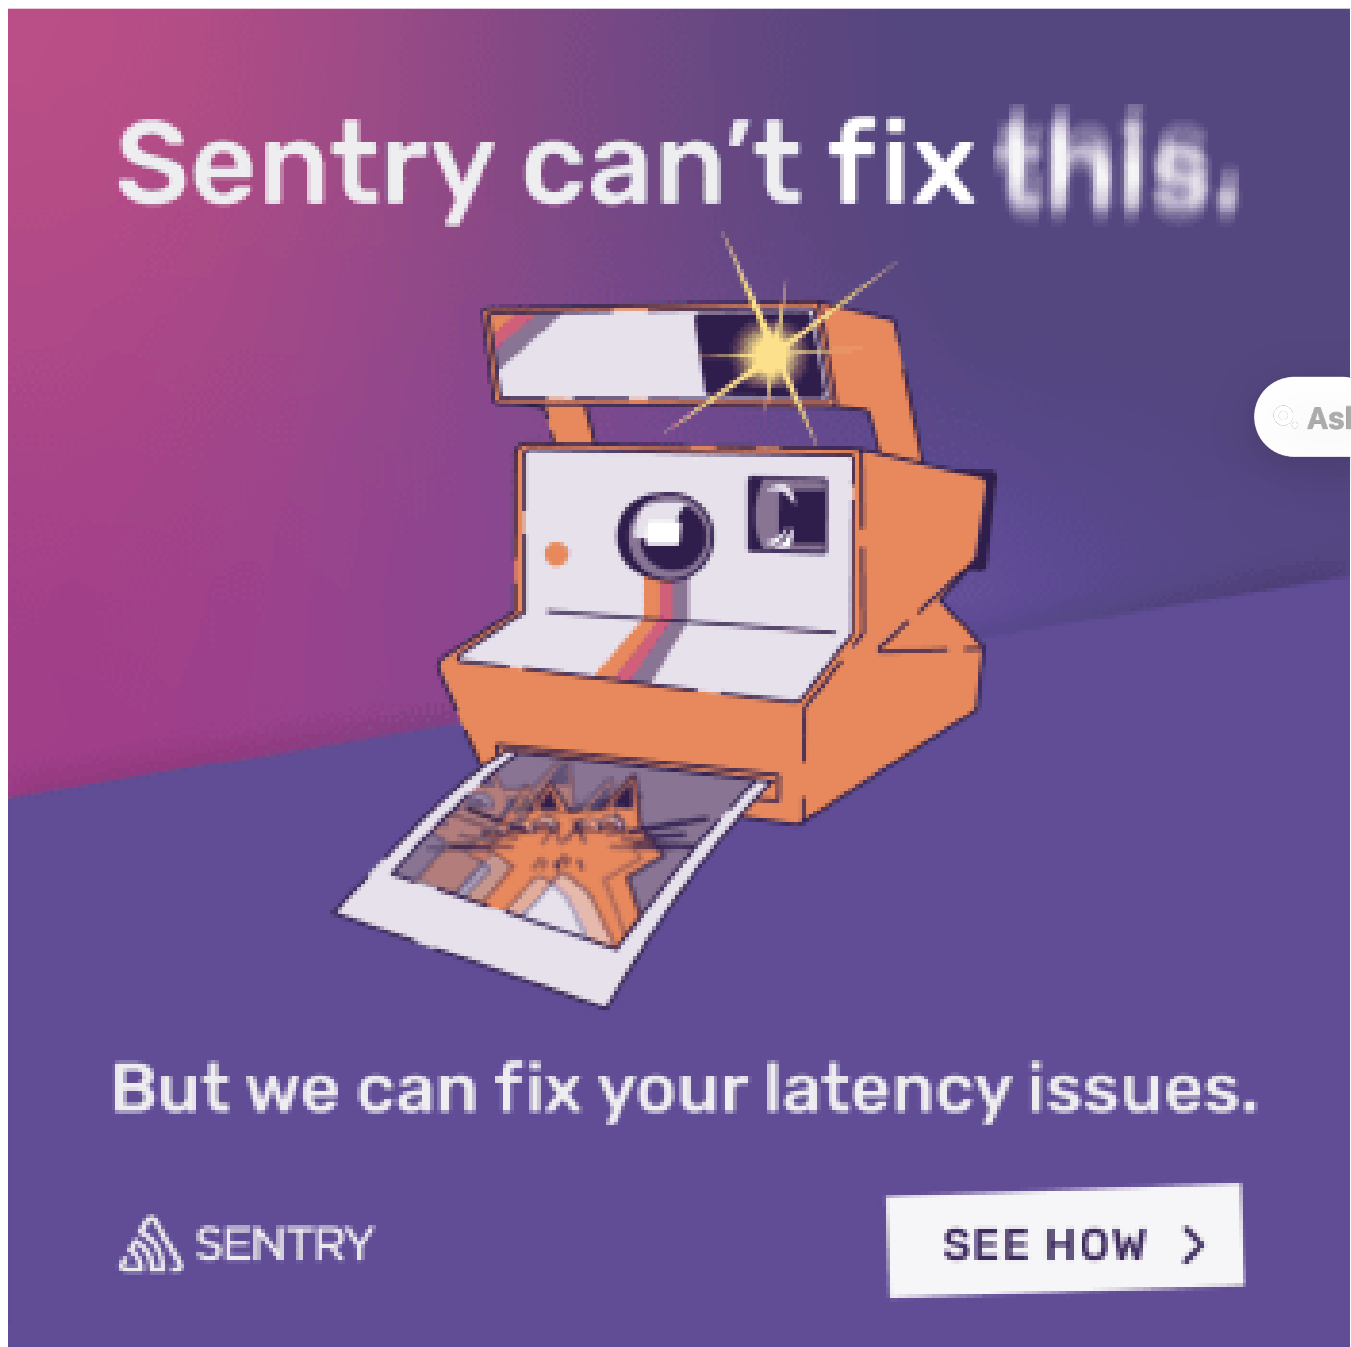 Sentry can’t fix this.
But we can fix your latency issues.
SENTRY
SEE HOW